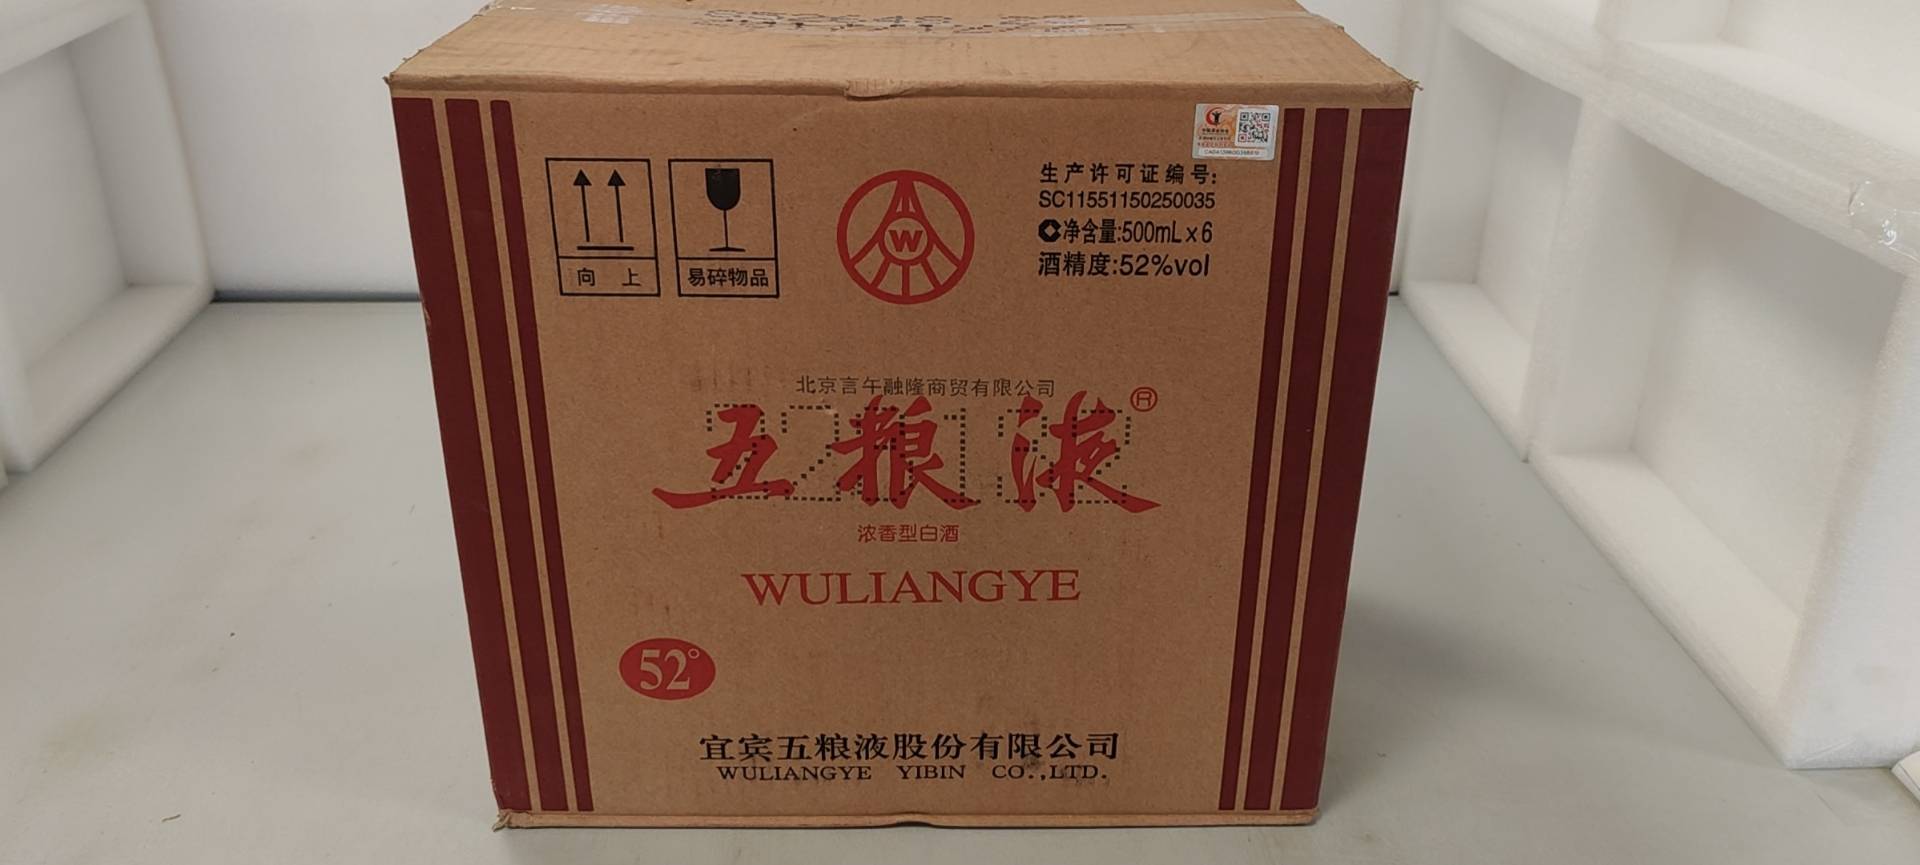 向 上
易碎物品
W
生产许可证编号:
SC11551150250035
净含量:500mL x 6
酒精度:52%vol
北京言午融隆商贸有限公司
五粮液®
浓香型白酒
WULIANGYE
52°
宜宾五粮液股份有限公司
WULIANGYE YIBIN CO.,LTD.